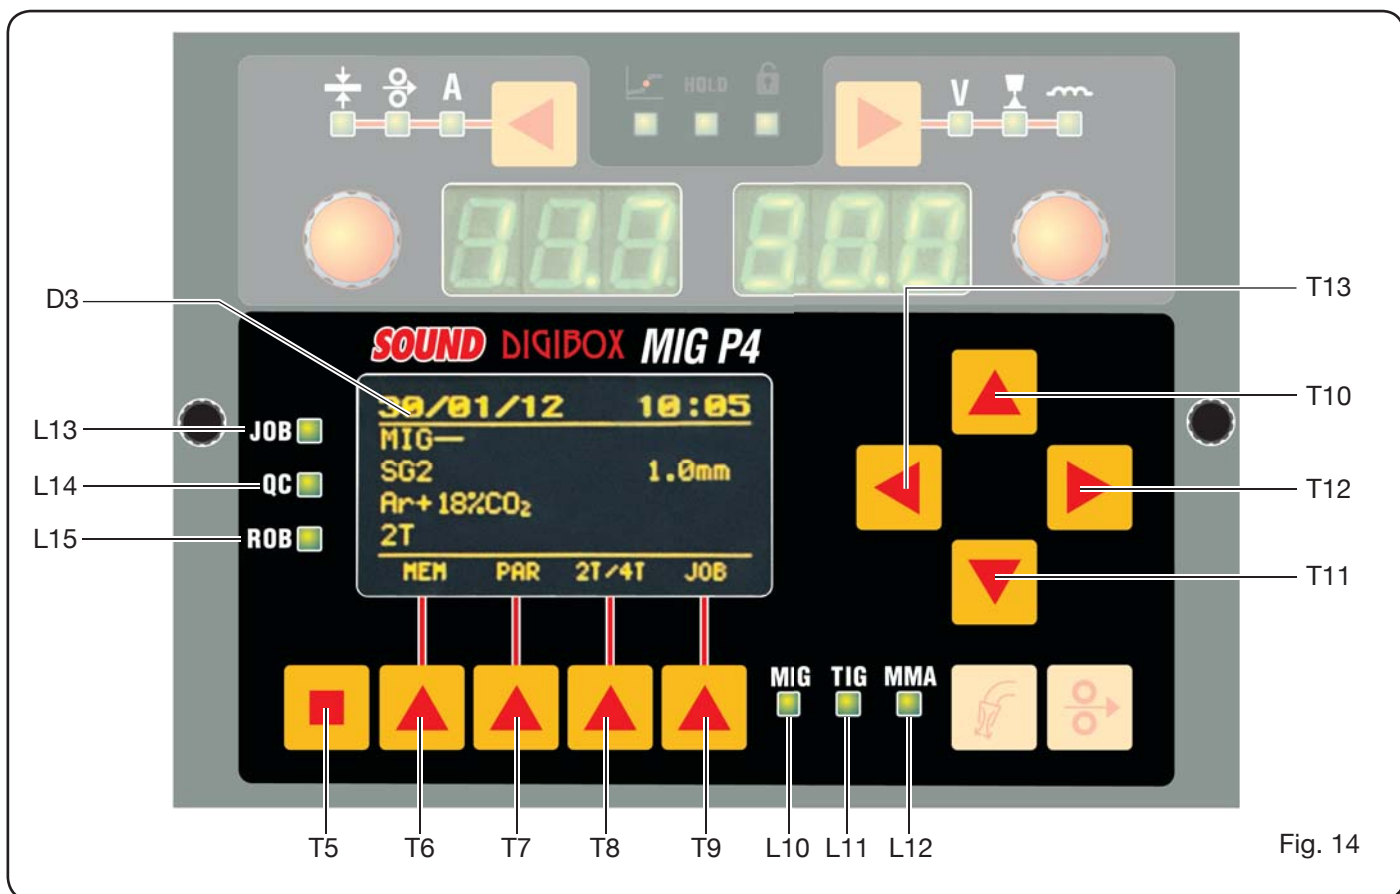 A
HOLD
V
SOUND DIGIBOX MIG P4
30/01/12 10:05
MIG—
SG2 1.0mm
Ar+18%CO₂
2T
MEM PAR 2T/4T JOB
JOB
QC
ROB
MIG TIG MMA
D3
L13
L14
L15
T13
T10
T12
T11
T5 T6 T7 T8 T9 L10 L11 L12
Fig. 14